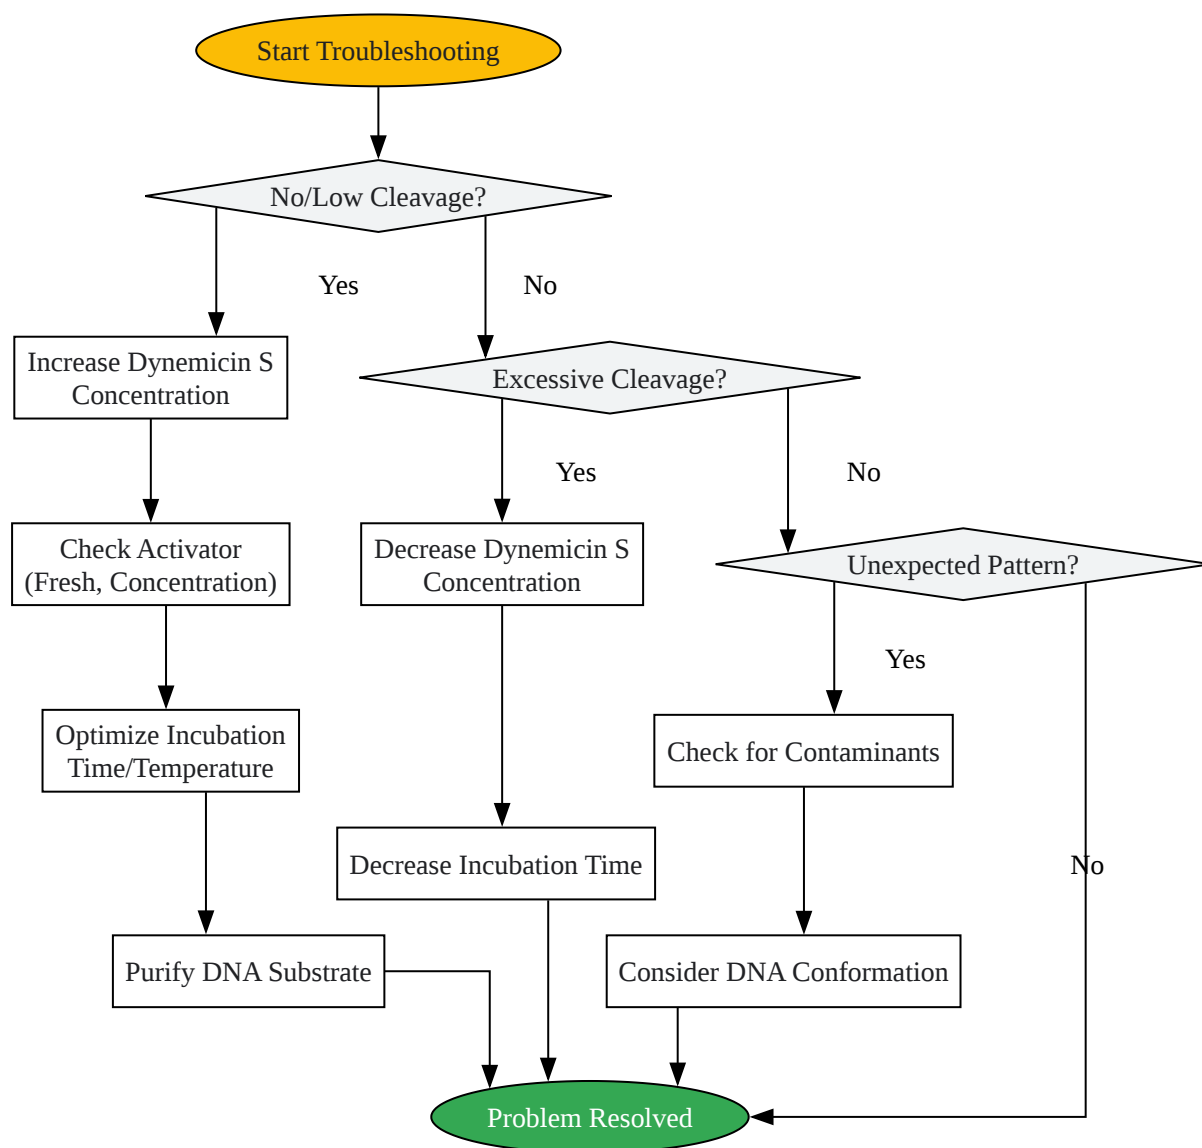 Start Troubleshooting
No/Low Cleavage?
Yes
No
Increase Dynemicin S
Concentration
Excessive Cleavage?
Yes
No
Check Activator
(Fresh, Concentration)
Decrease Dynemicin S
Concentration
Unexpected Pattern?
Yes
Optimize Incubation
Time/Temperature
Check for Contaminants
Decrease Incubation Time
No
Purify DNA Substrate
Consider DNA Conformation
Problem Resolved